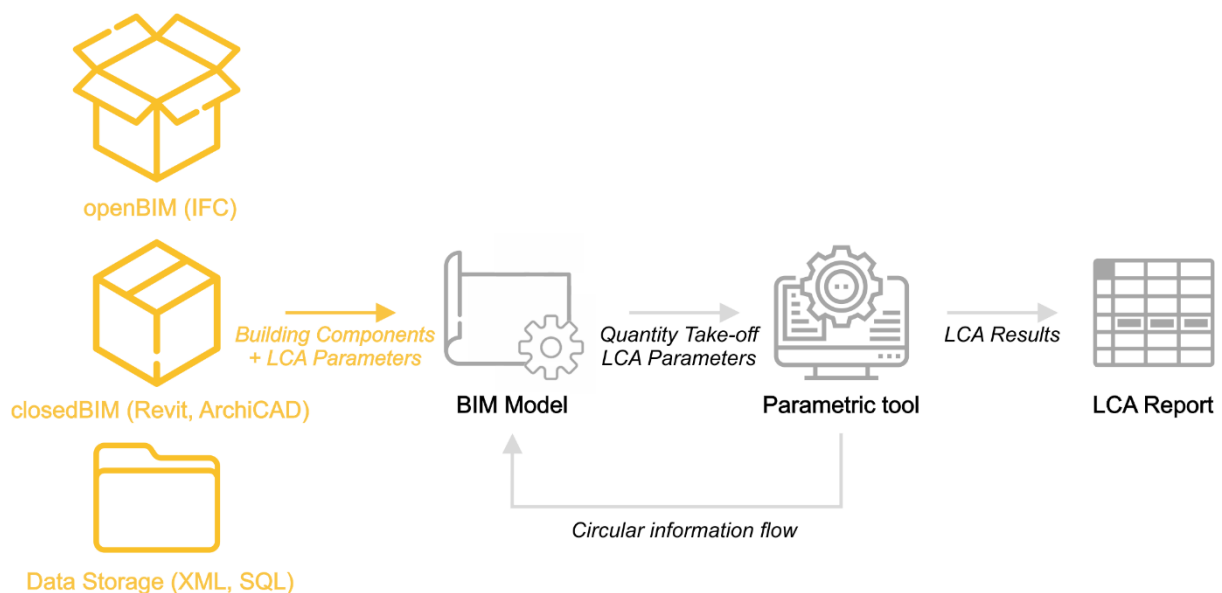 openBIM (IFC)
closedBIM (Revit, ArchiCAD)
Data Storage (XML, SQL)
Building Components
+ LCA Parameters
BIM Model
Quantity Take-off
LCA Parameters
Parametric tool
LCA Results
LCA Report
Circular information flow